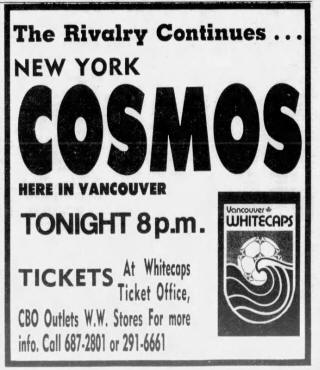 The Rivalry Continues ...
NEW YORK
COSMOS
HERE IN VANCOUVER
TONIGHT 8 p.m.
Vancouver
WHITECAPS
TICKETS At Whitecaps
Ticket Office,
CBO Outlets W.W. Stores For more
info. Call 687-2801 or 291-6661